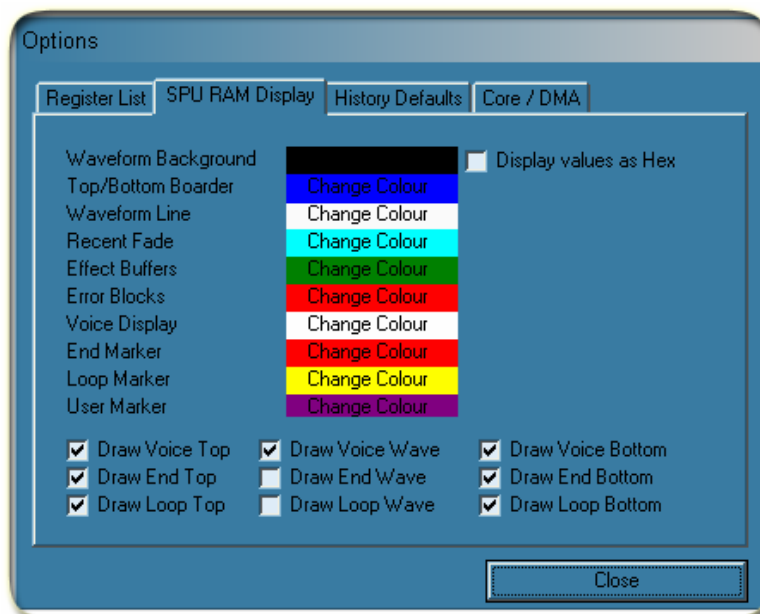 Options
Register List SPU RAM Display History Defaults Core / DMA
Waveform Background Display values as Hex
Top/Bottom Boarder Change Colour
Waveform Line Change Colour
Recent Fade Change Colour
Effect Buffers Change Colour
Error Blocks Change Colour
Voice Display Change Colour
End Marker Change Colour
Loop Marker Change Colour
User Marker Change Colour
Draw Voice Top Draw Voice Wave Draw Voice Bottom
Draw End Top Draw End Wave Draw End Bottom
Draw Loop Top Draw Loop Wave Draw Loop Bottom
Close